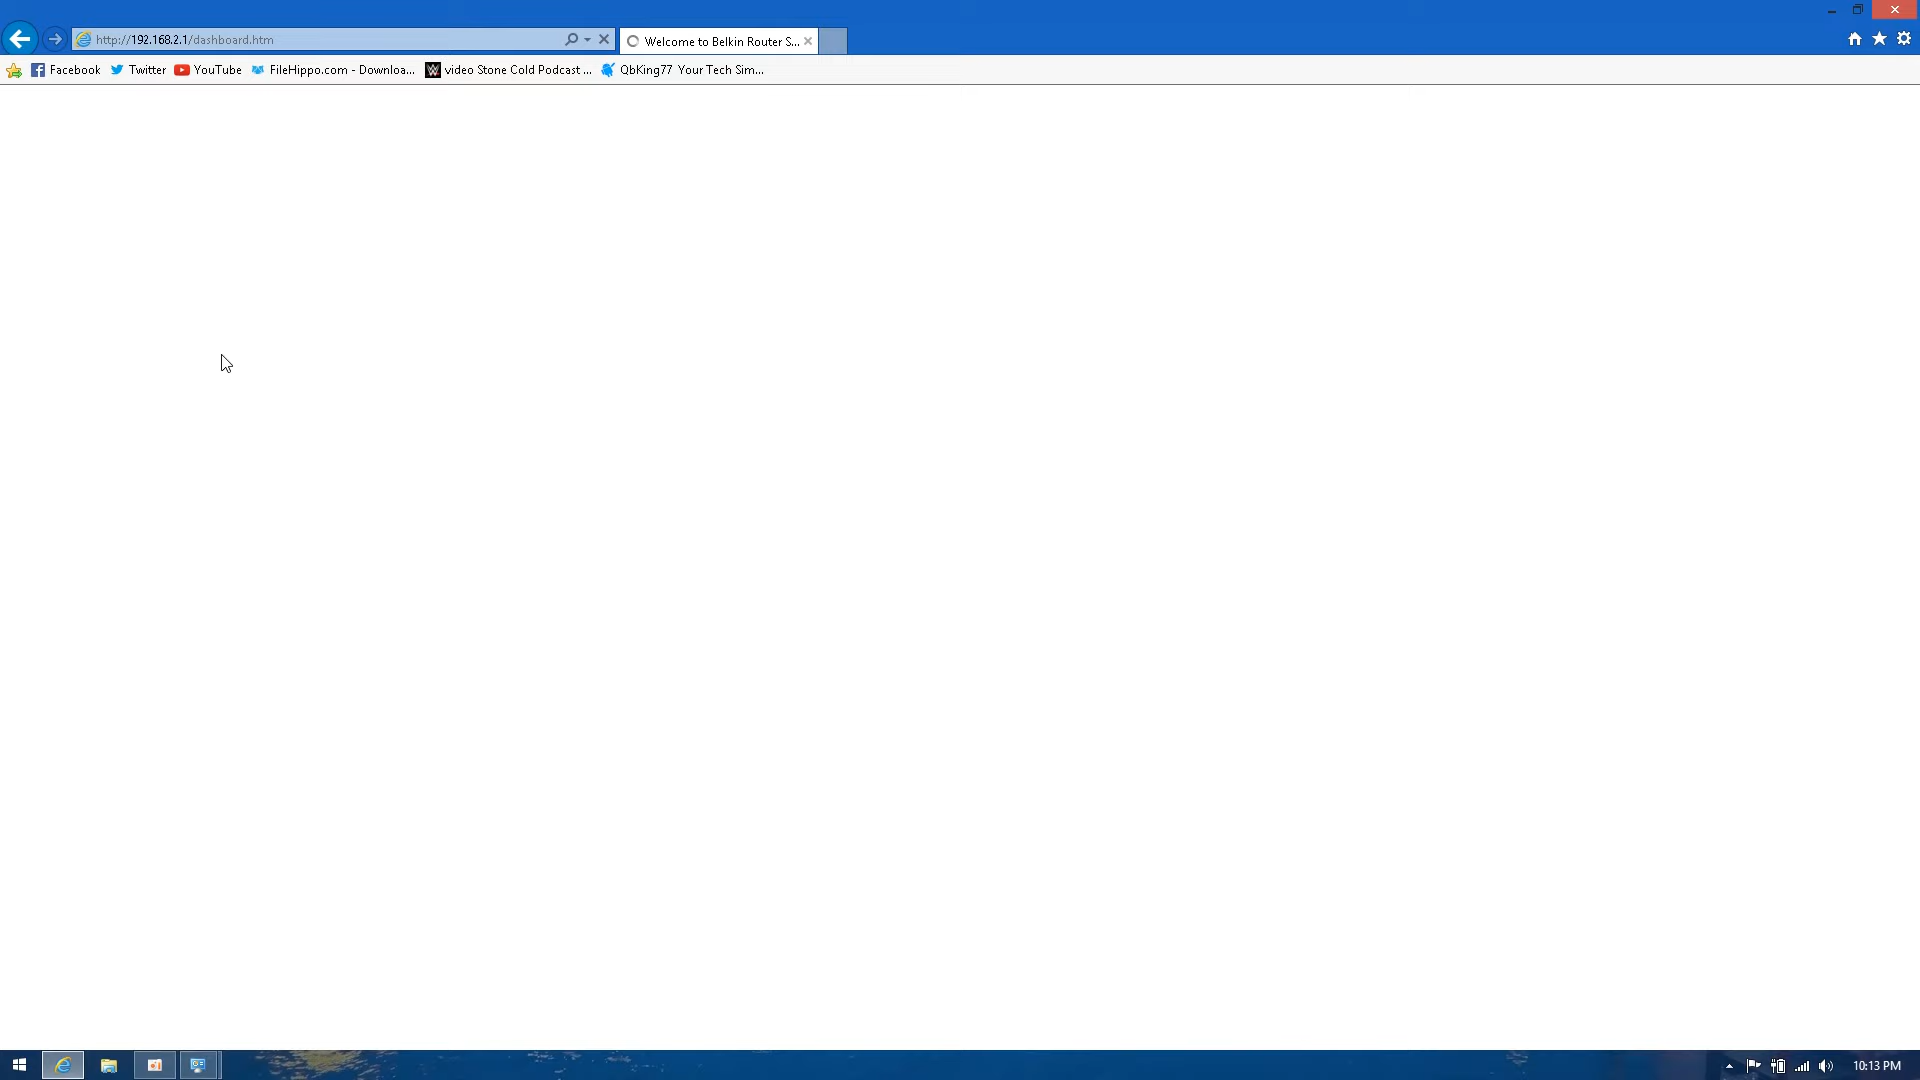 http://192.168.2.1/dashboard.htm
Welcome to Belkin Router S...
Facebook
Twitter
YouTube
FileHippo.com - Downloa...
W
video Stone Cold Podcast ...
QbKing77 Your Tech Sim...
10:13 PM